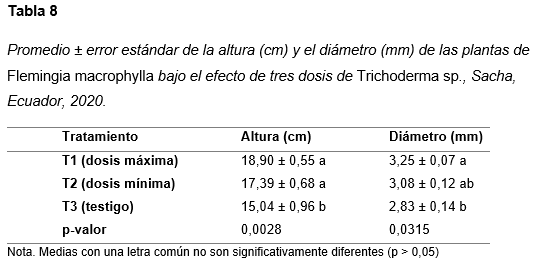 Tabla 8
Promedio ± error estándar de la altura (cm) y el diámetro (mm) de las plantas de
Flemingia macrophylla bajo el efecto de tres dosis de Trichoderma sp., Sacha,
Ecuador, 2020.
Tratamiento Altura (cm) Diámetro (mm)
T1 (dosis máxima) 18,90 ± 0,55 a 3,25 ± 0,07 a
T2 (dosis mínima) 17,39 ± 0,68 a 3,08 ± 0,12 ab
T3 (testigo) 15,04 ± 0,96 b 2,83 ± 0,14 b
p-valor 0,0028 0,0315
Nota. Medias con una letra común no son significativamente diferentes (p > 0,05)